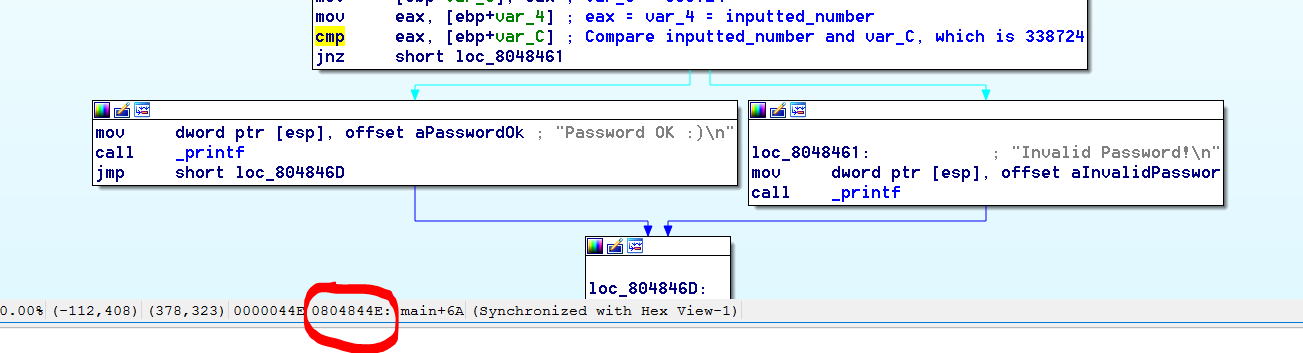 mov eax, [ebp+var_4] ; eax = var_4 = inputted_number
cmp eax, [ebp+var_C] ; Compare inputted_number and var_C, which is 338724
jnz short loc_8048461
mov dword ptr [esp], offset aPasswordOk ; "Password OK :)\n"
call _printf
jmp short loc_804846D
loc_8048461: ; "Invalid Password!\n"
mov dword ptr [esp], offset aInvalidPasswor
call _printf
loc_804846D:
0.00% (-112,408) (378,323) 0000044E 0804844E: main+6A (Synchronized with Hex View-1)